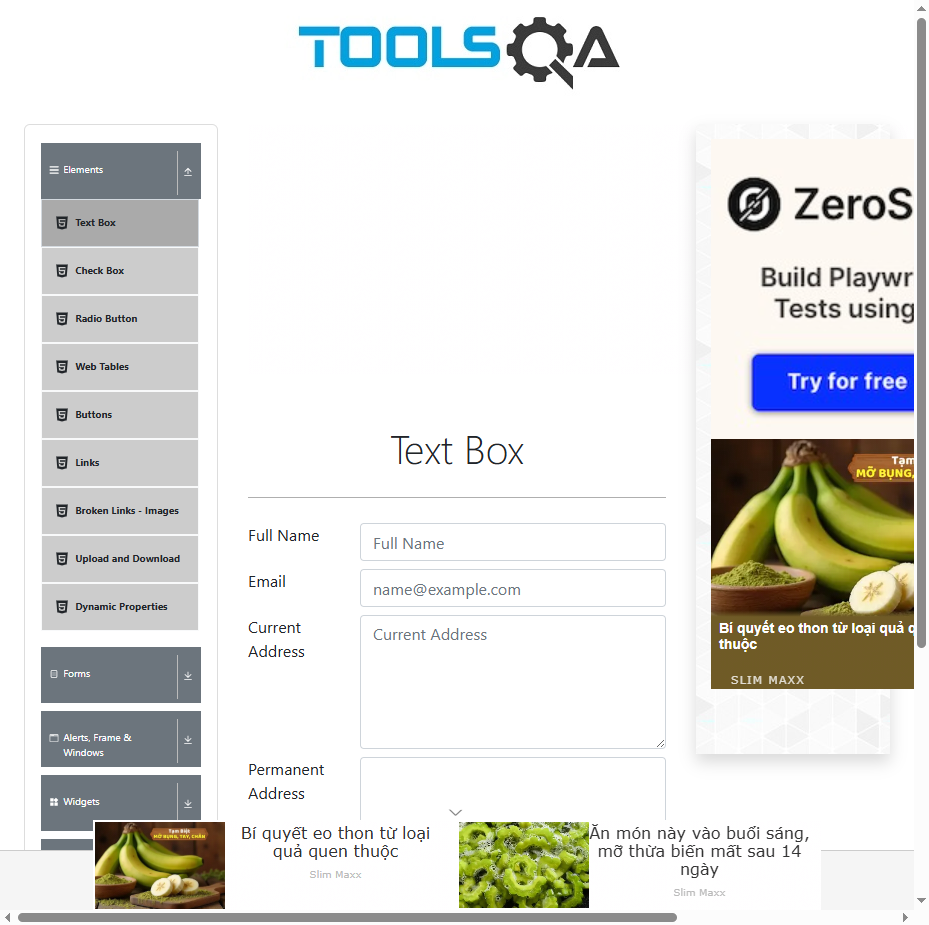 TOOLSQA
Elements
Text Box
Check Box
Radio Button
Web Tables
Buttons
Links
Broken Links - Images
Upload and Download
Dynamic Properties
Forms
Alerts, Frame &
Windows
Widgets
Text Box
Full Name
Full Name
Email
name@example.com
Current
Address
Current Address
Permanent
Address
ZeroS
Build Playwr
Tests using
Try for free
Tạm
MỠ BỤNG,
Bí quyết eo thon từ loại quả q
thuộc
SLIM MAXX
Tạm Biệt
MỠ BỤNG, TAY, CHÂN
Bí quyết eo thon từ loại
quả quen thuộc
Slim Maxx
Ăn món này vào buổi sáng,
mỡ thừa biến mất sau 14
ngày
Slim Maxx